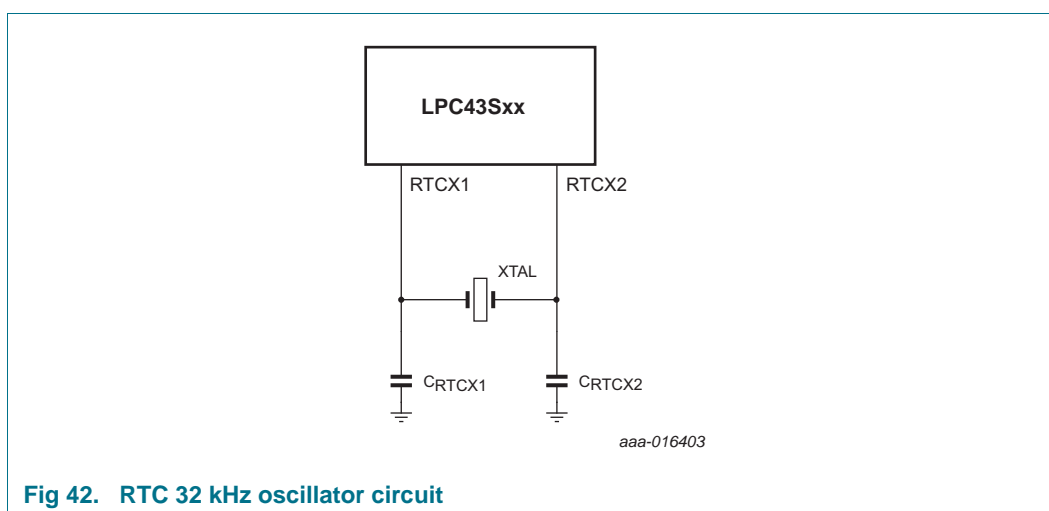 LPC43Sxx
RTCX1
RTCX2
XTAL
CRTCX1
CRTCX2
aaa-016403
Fig 42. RTC 32 kHz oscillator circuit